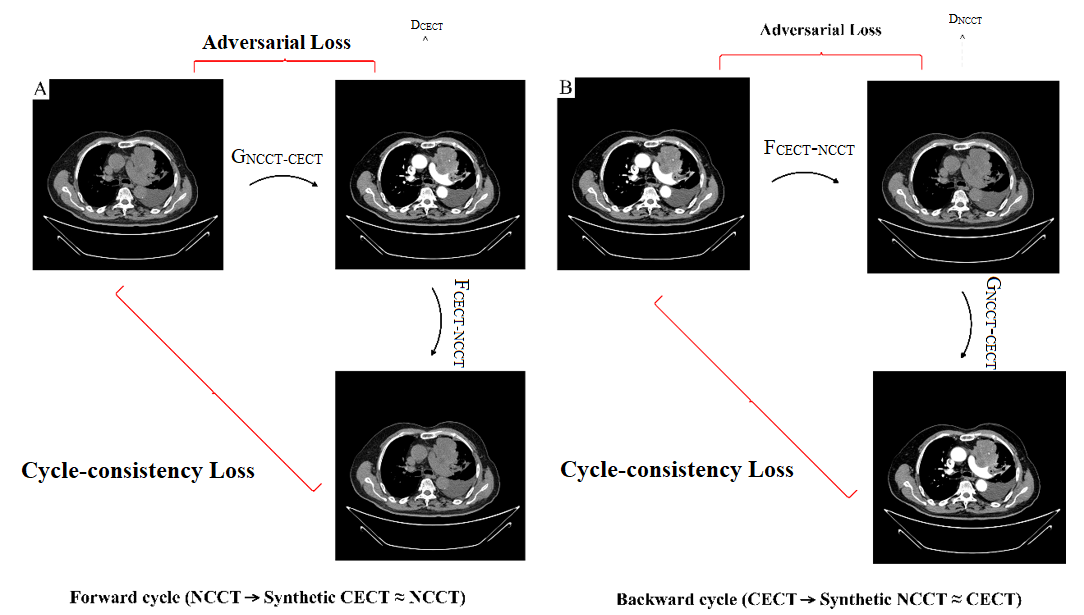 DCECT
^
Adversarial Loss
A
GNCCT-CECT
FCECT-NCCT
Cycle-consistency Loss
Forward cycle (NCCT → Synthetic CECT ≈ NCCT)
DNCCT
^
Adversarial Loss
B
FCECT-NCCT
GNCCT-CECT
Cycle-consistency Loss
Backward cycle (CECT → Synthetic NCCT ≈ CECT)